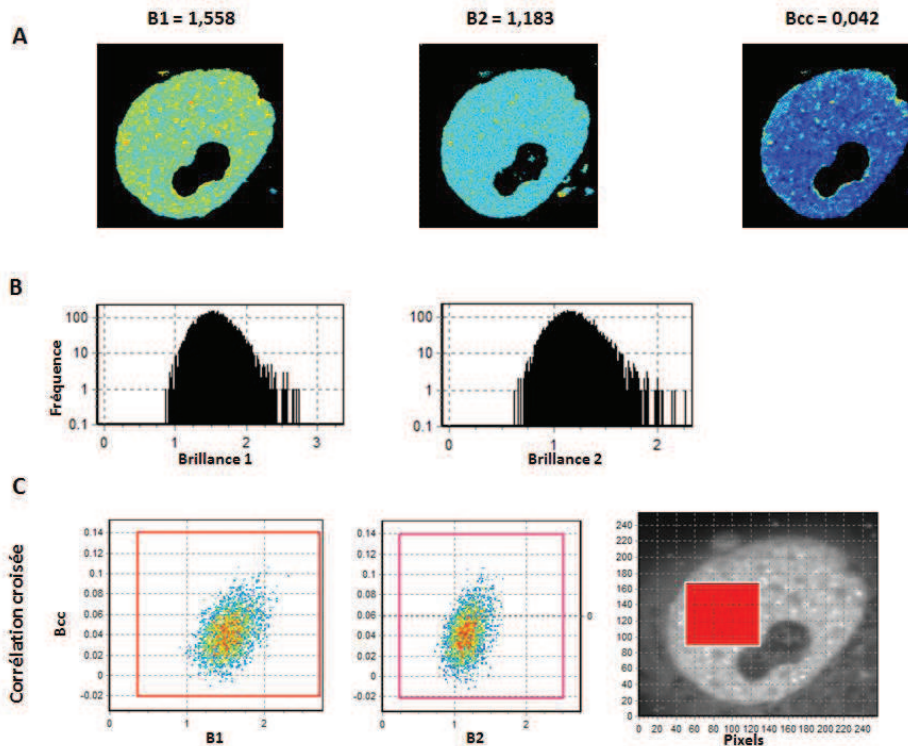 B1 = 1,558 B2 = 1,183 Bcc = 0,042
A
B
Fréquence
100
10
1
0.1
0 1 2 3
Brillance 1
100
10
1
0.1
0 1 2
Brillance 2
C
Corrélation croisée
Bcc
0.14
0.12
0.1
0.08
0.06
0.04
0.02
0
-0.02
0 1 2
B1
0.14
0.12
0.1
0.08
0.06
0.04
0.02
0
-0.02
0
0 1 2
B2
240
220
200
180
160
140
120
100
80
60
40
20
0
0 20 40 60 80 100 120 140 160 180 200 220 240
Pixels